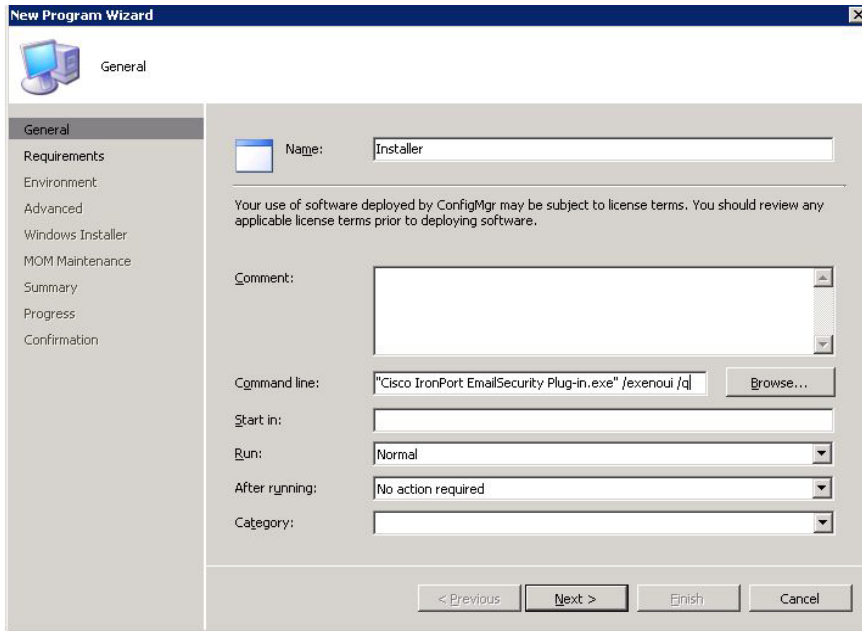 New Program Wizard
General
General
Requirements
Environment
Advanced
Windows Installer
MOM Maintenance
Summary
Progress
Confirmation
Name:
Installer
Your use of software deployed by ConfigMgr may be subject to license terms. You should review any
applicable license terms prior to deploying software.
Comment:
Command line:
"Cisco IronPort EmailSecurity Plug-in.exe" /exenoui /q
Browse...
Start in:
Run:
Normal
After running:
No action required
Category:
< Previous
Next >
Finish
Cancel